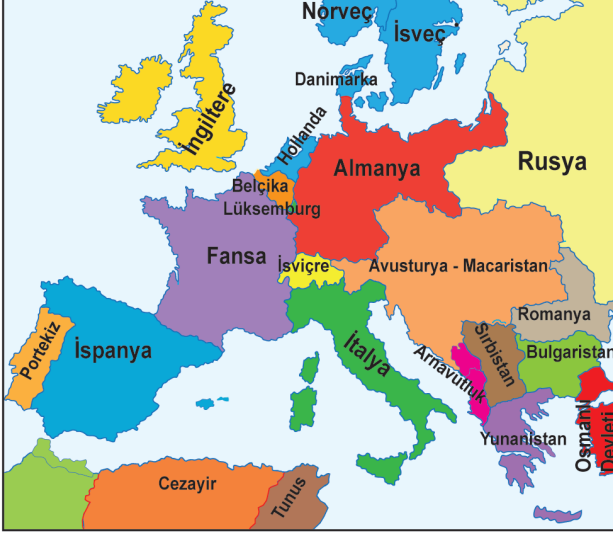 Norveç
İsveç
Danimarka
İngiltere
Hollanda
Almanya
Rusya
Belçika
Lüksemburg
Fansa
İsviçre
Avusturya - Macaristan
Romanya
Portekiz
İspanya
İtalya
Arnavutluk
Sırbistan
Bulgaristan
Yunanistan
Osmanlı
Devleti
Cezayir
Tunus